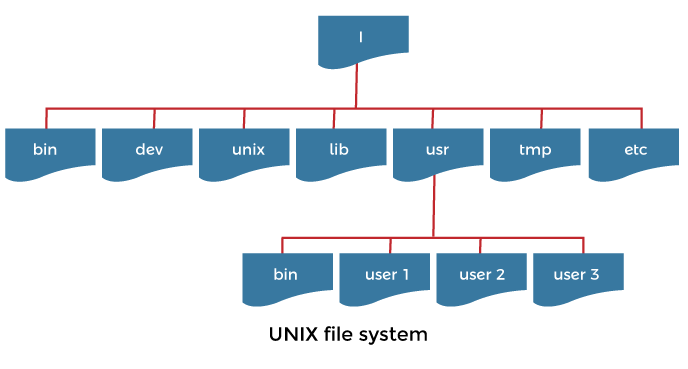 I
bin
dev
unix
lib
usr
tmp
etc
bin
user 1
user 2
user 3
UNIX file system